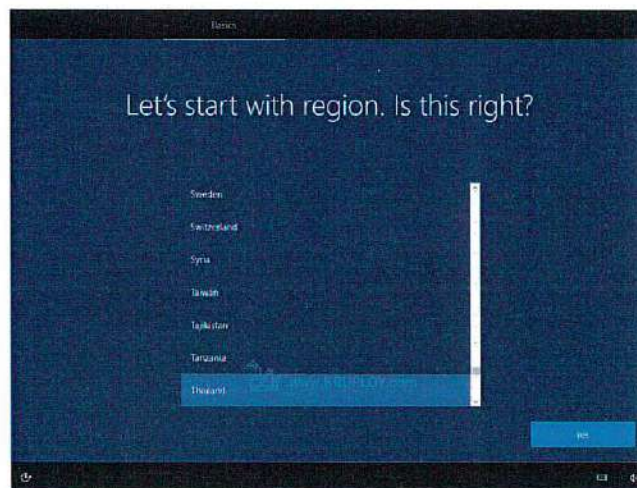 Basics
Let's start with region. Is this right?
Sweden
Switzerland
Syria
Taiwan
Tajikistan
Tanzania
Thailand
Yes